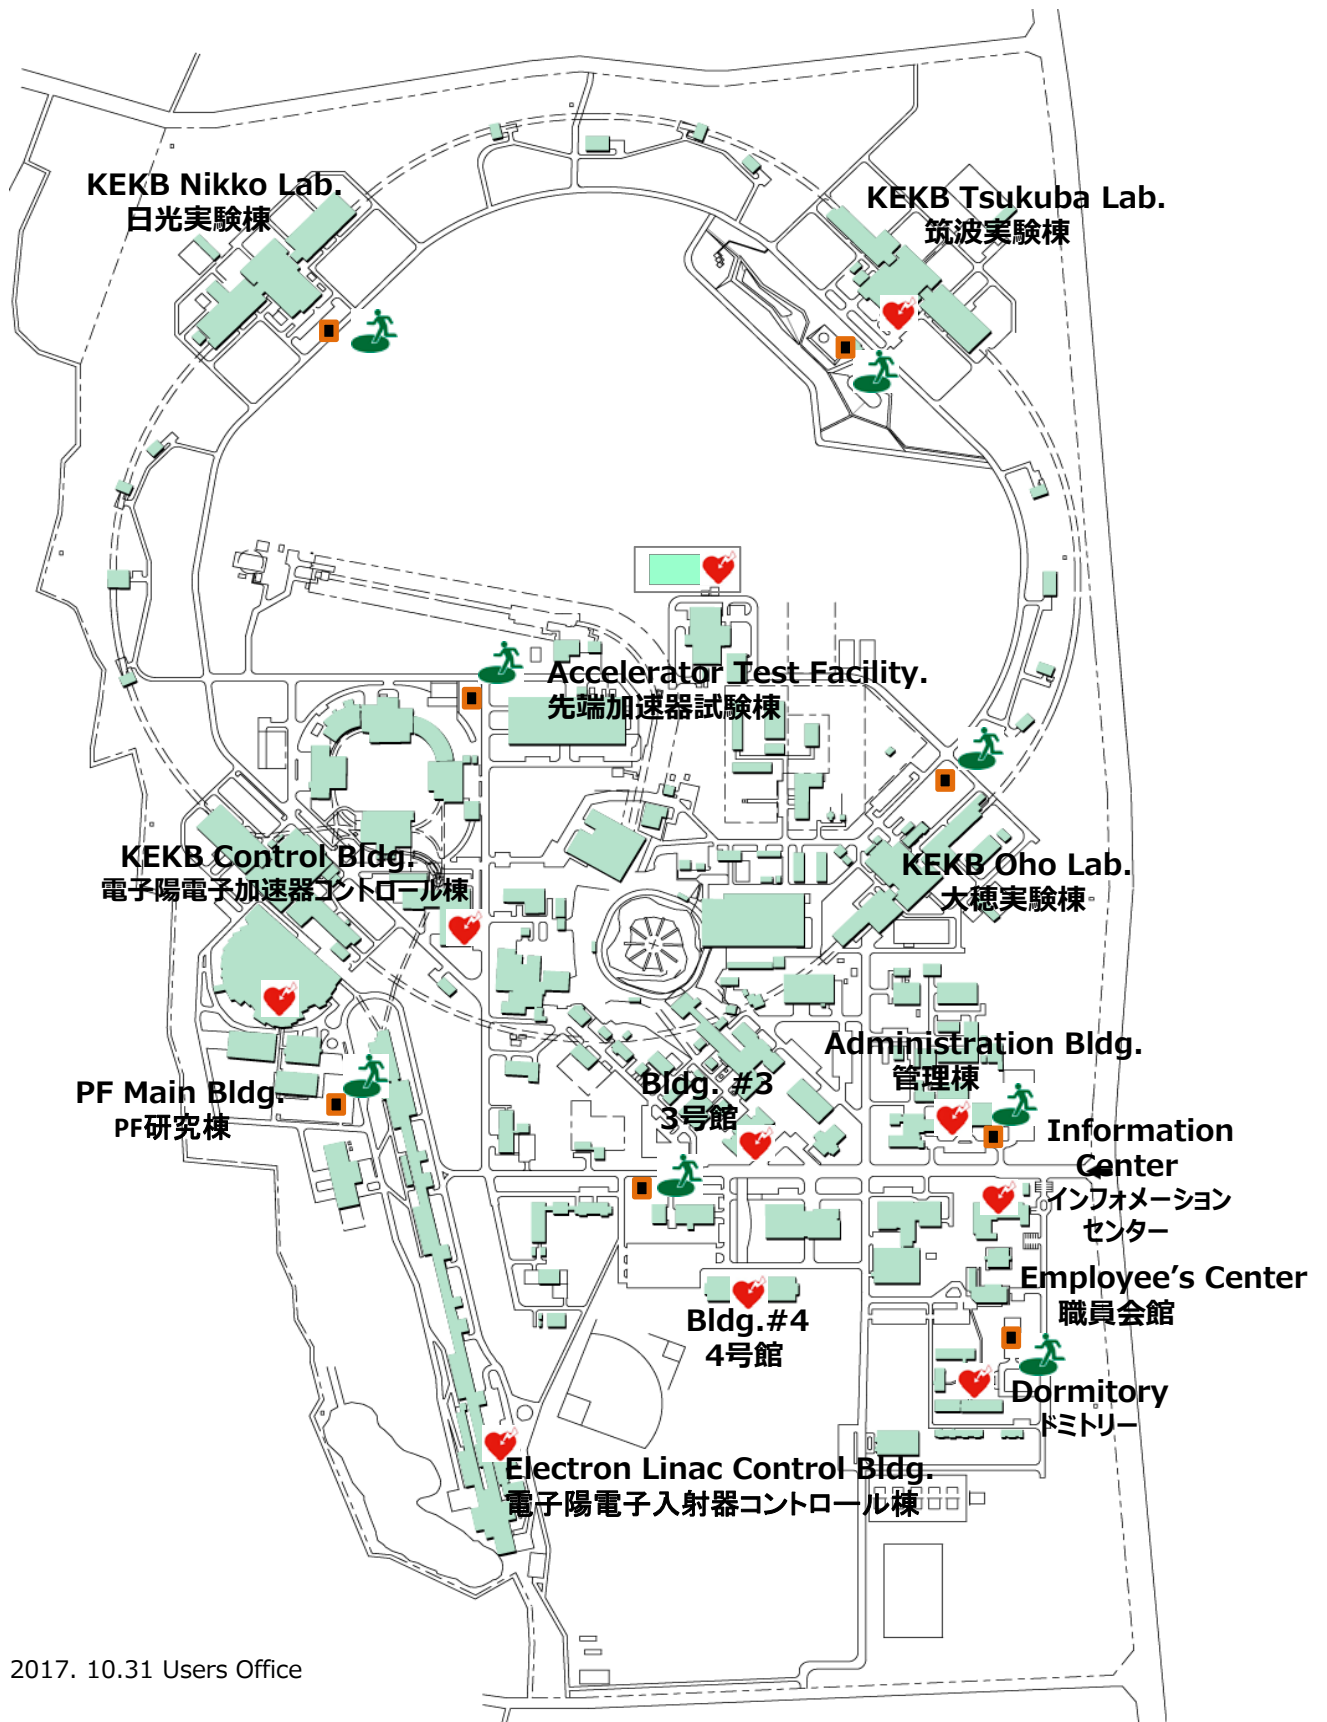 KEKB Nikko Lab.
日光実験棟
KEKB Tsukuba Lab.
筑波実験棟
Accelerator Test Facility.
先端加速器試験棟
KEKB Control Bldg.
電子陽電子加速器コントロール棟
KEKB Oho Lab.
大穂実験棟
Administration Bldg.
管理棟
Bldg. #3
3号館
PF Main Bldg.
PF研究棟
Information
Center
インフォメーション
センター
Employee’s Center
職員会館
Bldg.#4
4号館
Dormitory
ドミトリー
Electron Linac Control Bldg.
電子陽電子入射器コントロール棟
2017. 10.31 Users Office